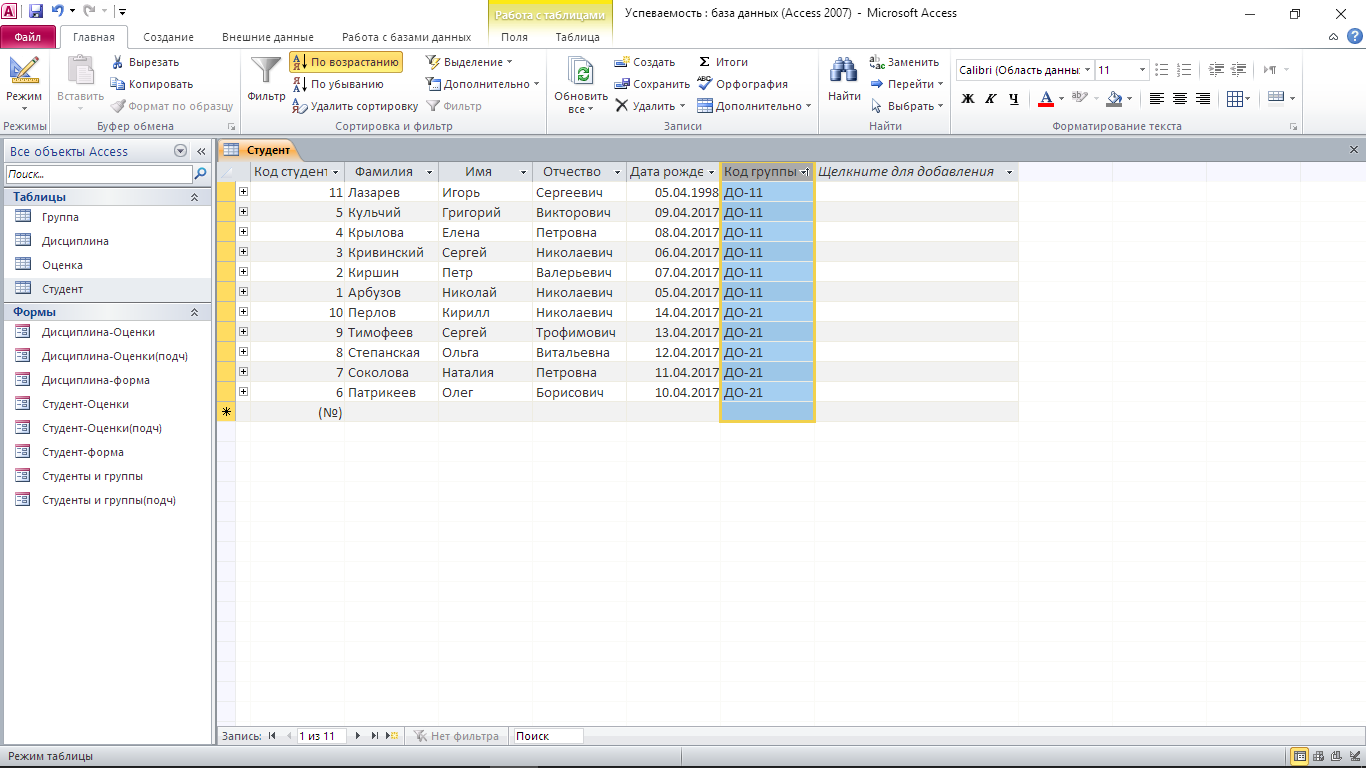 Работа с таблицами
Успеваемость : база данных (Access 2007) - Microsoft Access
Файл Главная Создание Внешние данные Работа с базами данных Поля Таблица
Режим
Режимы
Вставить
Вырезать
Копировать
Формат по образцу
Буфер обмена
Фильтр
По возрастанию
По убыванию
Удалить сортировку
Выделение
Дополнительно
Фильтр
Сортировка и фильтр
Обновить все
Создать
Сохранить
Удалить
Итоги
Орфография
Дополнительно
Записи
Найти
Заменить
Перейти
Выбрать
Найти
Calibri (Область данны: 11
Ж К Ч А
Форматирование текста
Все объекты Access
Поиск...
Таблицы
Группа
Дисциплина
Оценка
Студент
Формы
Дисциплина-Оценки
Дисциплина-Оценки(подч)
Дисциплина-форма
Студент-Оценки
Студент-Оценки(подч)
Студент-форма
Студенты и группы
Студенты и группы(подч)
Студент
Код студент Фамилия Имя Отчество Дата рожде Код группы Щелкните для добавления
11 Лазарев Игорь Сергеевич 05.04.1998 ДО-11
5 Кульчий Григорий Викторович 09.04.2017 ДО-11
4 Крылова Елена Петровна 08.04.2017 ДО-11
3 Кривинский Сергей Николаевич 06.04.2017 ДО-11
2 Киршин Петр Валерьевич 07.04.2017 ДО-11
1 Арбузов Николай Николаевич 05.04.2017 ДО-11
10 Перлов Кирилл Николаевич 14.04.2017 ДО-21
9 Тимофеев Сергей Трофимович 13.04.2017 ДО-21
8 Степанская Ольга Витальевна 12.04.2017 ДО-21
7 Соколова Наталия Петровна 11.04.2017 ДО-21
6 Патрикеев Олег Борисович 10.04.2017 ДО-21
(№)
Запись: 1 из 11 Нет фильтра Поиск
Режим таблицы